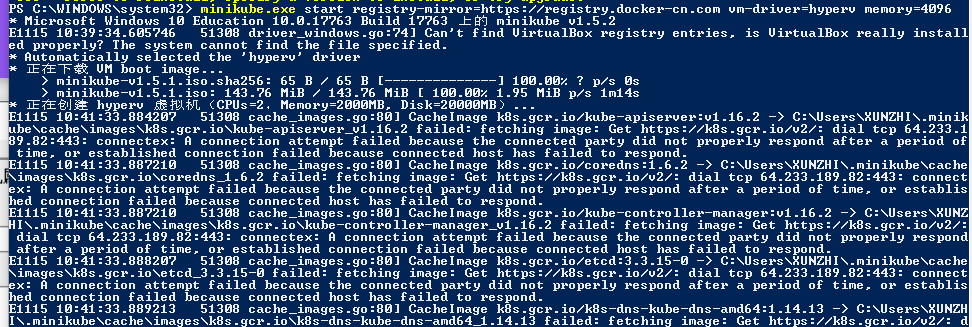 PS C:\WINDOWS\system32> minikube.exe start registry-mirror=https://registry.docker-cn.com vm-driver=hyperv memory=4096
* Microsoft Windows 10 Education 10.0.17763 Build 17763 上的 minikube v1.5.2
E1115 10:39:34.605746   51308 driver_windows.go:74] Can't find VirtualBox registry entries, is VirtualBox really install
ed properly? The system cannot find the file specified.
* Automatically selected the 'hyperv' driver
* 正在下载 VM boot image...
    > minikube-v1.5.1.iso.sha256: 65 B / 65 B [--------------] 100.00% ? p/s 0s
    > minikube-v1.5.1.iso: 143.76 MiB / 143.76 MiB [ 100.00% 1.95 MiB p/s 1m14s
* 正在创建 hyperv 虚拟机（CPUs=2，Memory=2000MB, Disk=20000MB）...
E1115 10:41:33.884207   51308 cache_images.go:80] CacheImage k8s.gcr.io/kube-apiserver:v1.16.2 -> C:\Users\XUNZHI\.minik
ube\cache\images\k8s.gcr.io\kube-apiserver_v1.16.2 failed: fetching image: Get https://k8s.gcr.io/v2/: dial tcp 64.233.1
89.82:443: connectex: A connection attempt failed because the connected party did not properly respond after a period of
time, or established connection failed because connected host has failed to respond.
E1115 10:41:33.887210   51308 cache_images.go:80] CacheImage k8s.gcr.io/coredns:1.6.2 -> C:\Users\XUNZHI\.minikube\cache
\images\k8s.gcr.io\coredns_1.6.2 failed: fetching image: Get https://k8s.gcr.io/v2/: dial tcp 64.233.189.82:443: connect
ex: A connection attempt failed because the connected party did not properly respond after a period of time, or establis
hed connection failed because connected host has failed to respond.
E1115 10:41:33.887210   51308 cache_images.go:80] CacheImage k8s.gcr.io/kube-controller-manager:v1.16.2 -> C:\Users\XUNZ
HI\.minikube\cache\images\k8s.gcr.io\kube-controller-manager_v1.16.2 failed: fetching image: Get https://k8s.gcr.io/v2/:
dial tcp 64.233.189.82:443: connectex: A connection attempt failed because the connected party did not properly respond
after a period of time, or established connection failed because connected host has failed to respond.
E1115 10:41:33.888207   51308 cache_images.go:80] CacheImage k8s.gcr.io/etcd:3.3.15-0 -> C:\Users\XUNZHI\.minikube\cache
\images\k8s.gcr.io\etcd_3.3.15-0 failed: fetching image: Get https://k8s.gcr.io/v2/: dial tcp 64.233.189.82:443: connect
ex: A connection attempt failed because the connected party did not properly respond after a period of time, or establis
hed connection failed because connected host has failed to respond.
E1115 10:41:33.889213   51308 cache_images.go:80] CacheImage k8s.gcr.io/k8s-dns-kube-dns-amd64:1.14.13 -> C:\Users\XUNZH
I\.minikube\cache\images\k8s.gcr.io\k8s-dns-kube-dns-amd64_1.14.13 failed: fetching image: Get https://k8s.gcr.io/v2/: d